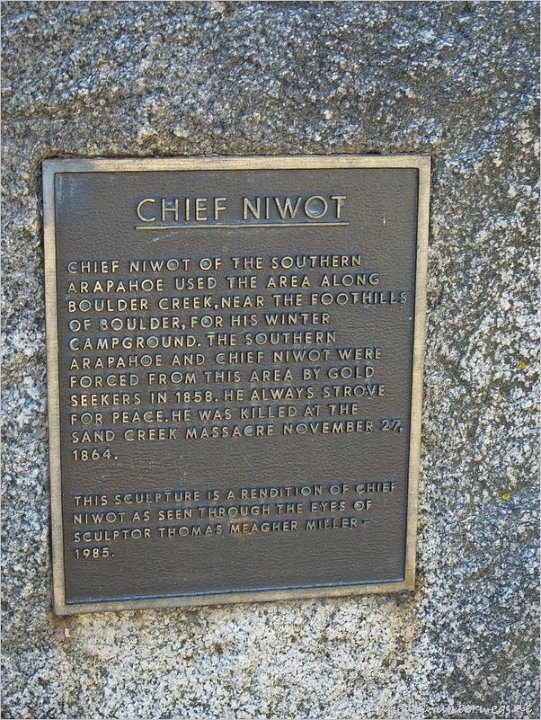 CHIEF NIWOT
CHIEF NIWOT OF THE SOUTHERN
ARAPAHOE USED THE AREA ALONG
BOULDER CREEK,NEAR THE FOOTHILLS
OF BOULDER, FOR HIS WINTER
CAMPGROUND. THE SOUTHERN
ARAPAHOE AND CHIEF NIWOT WERE
FORCED FROM THIS AREA BY GOLD
SEEKERS IN 1858. HE ALWAYS STROVE
FOR PEACE.HE WAS KILLED AT THE
SAND CREEK MASSACRE NOVEMBER 27,
1864.
THIS SCULPTURE IS A RENDITION OF CHIEF
NIWOT AS SEEN THROUGH THE EYES OF
SCULPTOR THOMAS MEAGHER MILLER -
1985.